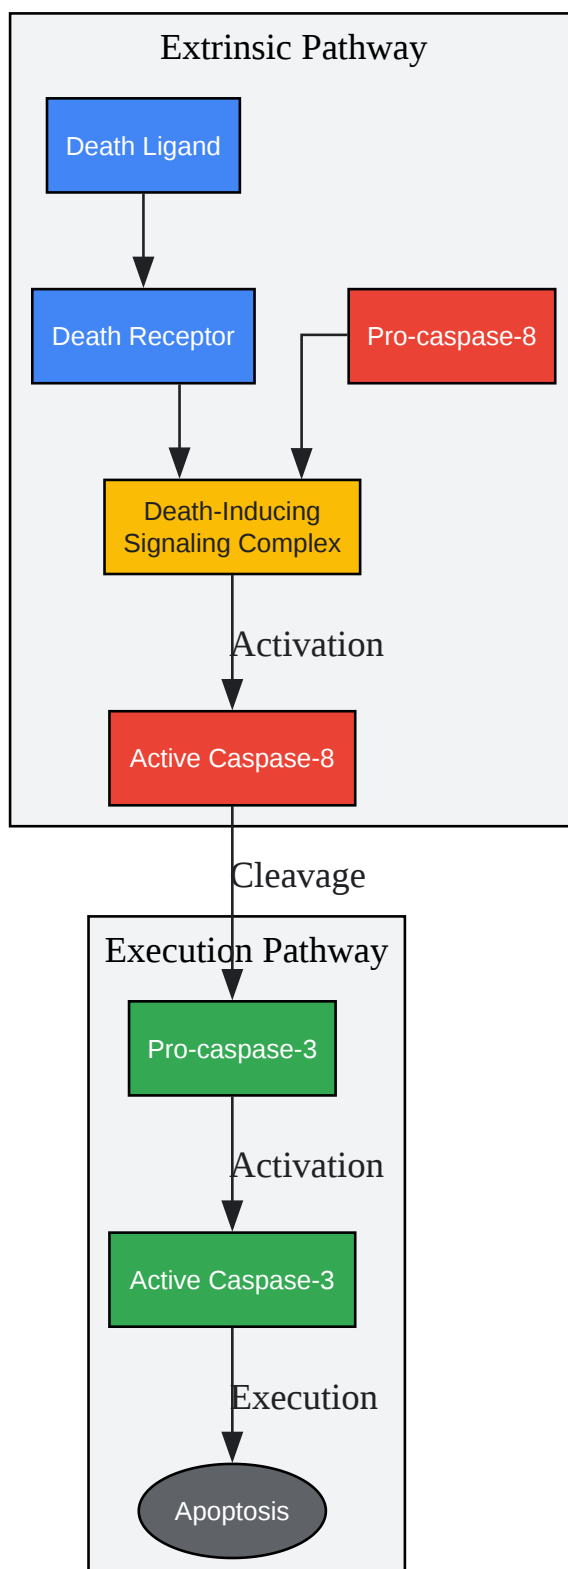 Extrinsic Pathway
Death Ligand
Death Receptor
Pro-caspase-8
Death-Inducing
Signaling Complex
Activation
Active Caspase-8
Cleavage
Execution Pathway
Pro-caspase-3
Activation
Active Caspase-3
Execution
Apoptosis